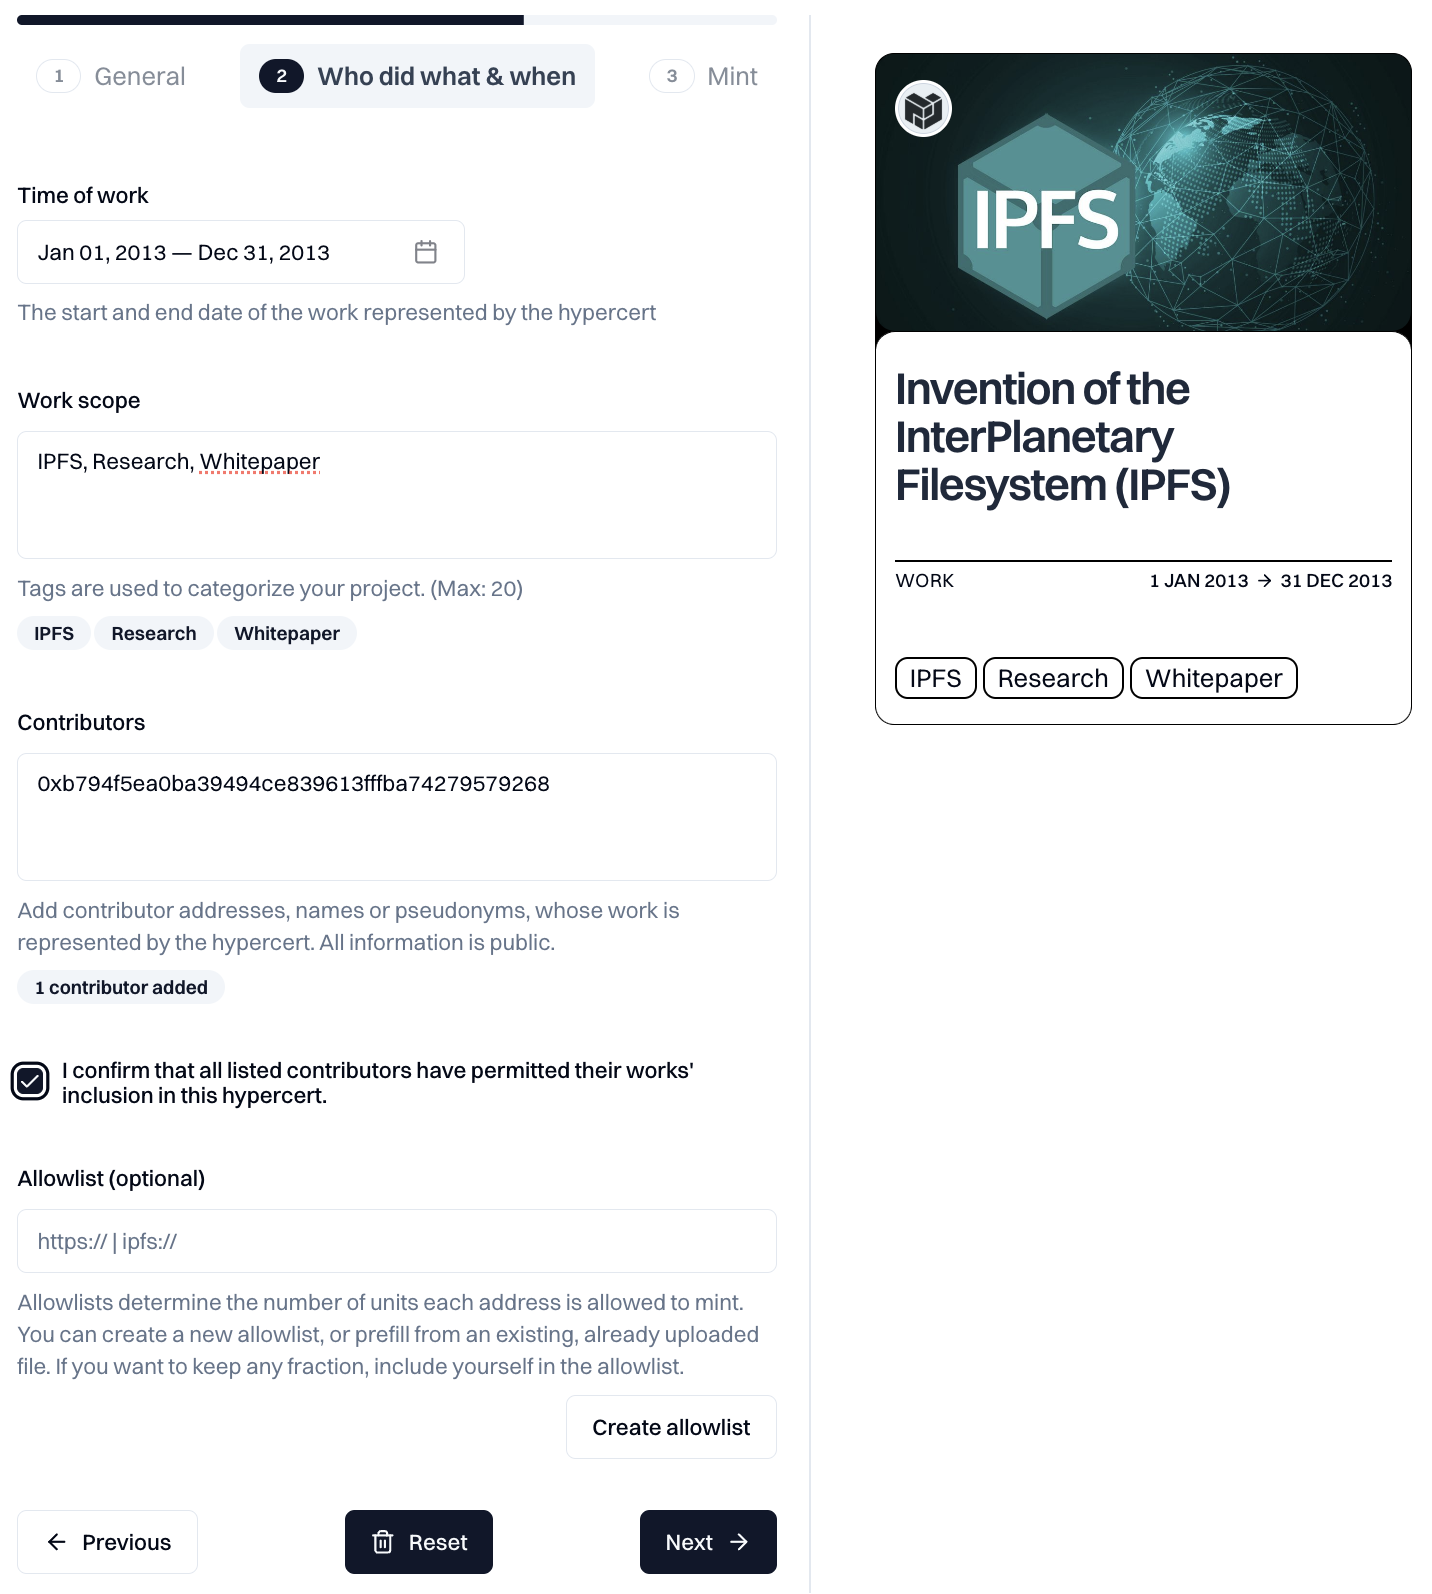 1 General
2 Who did what & when
3 Mint
Time of work
Jan 01, 2013 — Dec 31, 2013
The start and end date of the work represented by the hypercert
Work scope
IPFS, Research, Whitepaper
Tags are used to categorize your project. (Max: 20)
IPFS Research Whitepaper
Contributors
0xb794f5ea0ba39494ce839613fffba74279579268
Add contributor addresses, names or pseudonyms, whose work is
represented by the hypercert. All information is public.
1 contributor added
I confirm that all listed contributors have permitted their works'
inclusion in this hypercert.
Allowlist (optional)
https:// | ipfs://
Allowlists determine the number of units each address is allowed to mint.
You can create a new allowlist, or prefill from an existing, already uploaded
file. If you want to keep any fraction, include yourself in the allowlist.
Create allowlist
Previous
Reset
Next
IPFS
Invention of the
InterPlanetary
Filesystem (IPFS)
WORK 1 JAN 2013 → 31 DEC 2013
IPFS Research Whitepaper